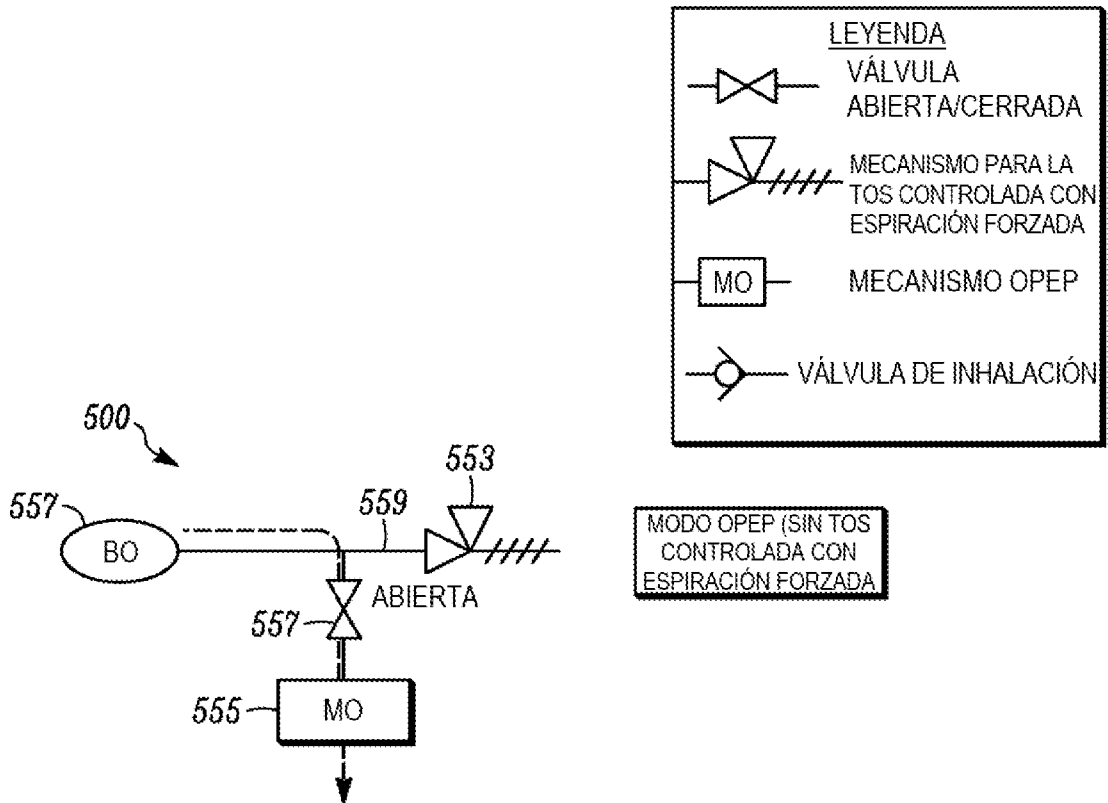 LEYENDA
VÁLVULA
ABIERTA/CERRADA
MECANISMO PARA LA
TOS CONTROLADA CON
ESPIRACIÓN FORZADA
MO
MECANISMO OPEP
VÁLVULA DE INHALACIÓN
500
553
557
559
BO
MODO OPEP (SIN TOS
CONTROLADA CON
ESPIRACIÓN FORZADA
ABIERTA
557
555
MO